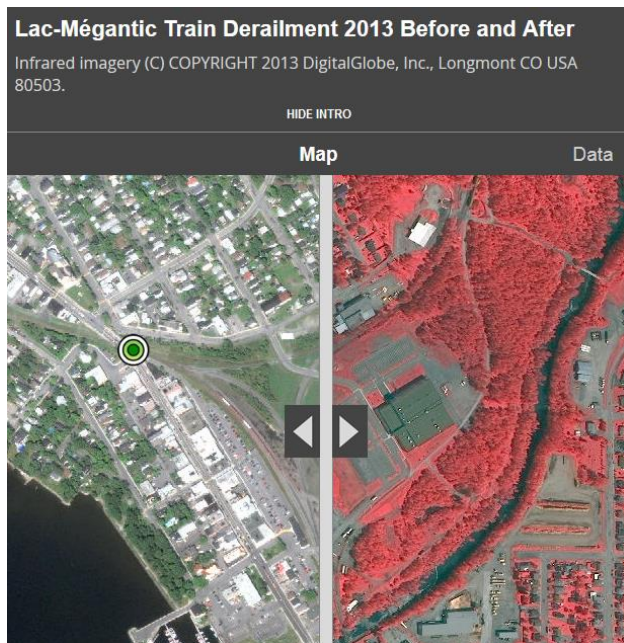 Lac-Mégantic Train Derailment 2013 Before and After
Infrared imagery (C) COPYRIGHT 2013 DigitalGlobe, Inc., Longmont CO USA
80503.
HIDE INTRO
Map
Data